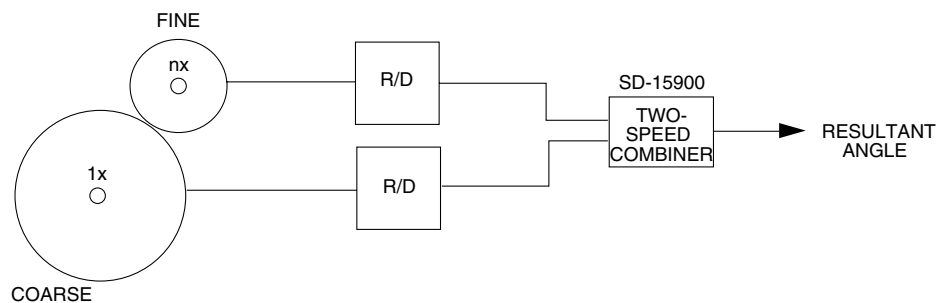 FINE
nx
R/D
SD-15900
TWO-
SPEED
COMBINER
RESULTANT
ANGLE
1x
R/D
COARSE